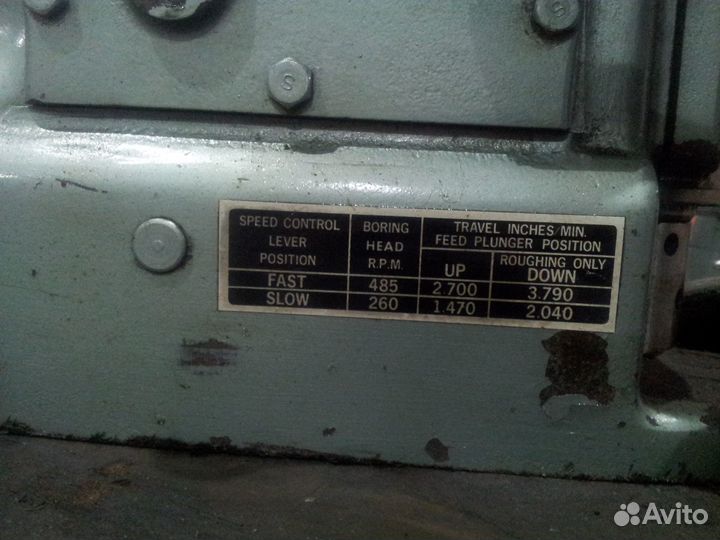 S
S
SPEED CONTROL LEVER POSITION
BORING HEAD R.P.M.
TRAVEL INCHES/MIN.
FEED PLUNGER POSITION
UP
ROUGHING ONLY
DOWN
FAST 485 2.700 3.790
SLOW 260 1.470 2.040
Avito